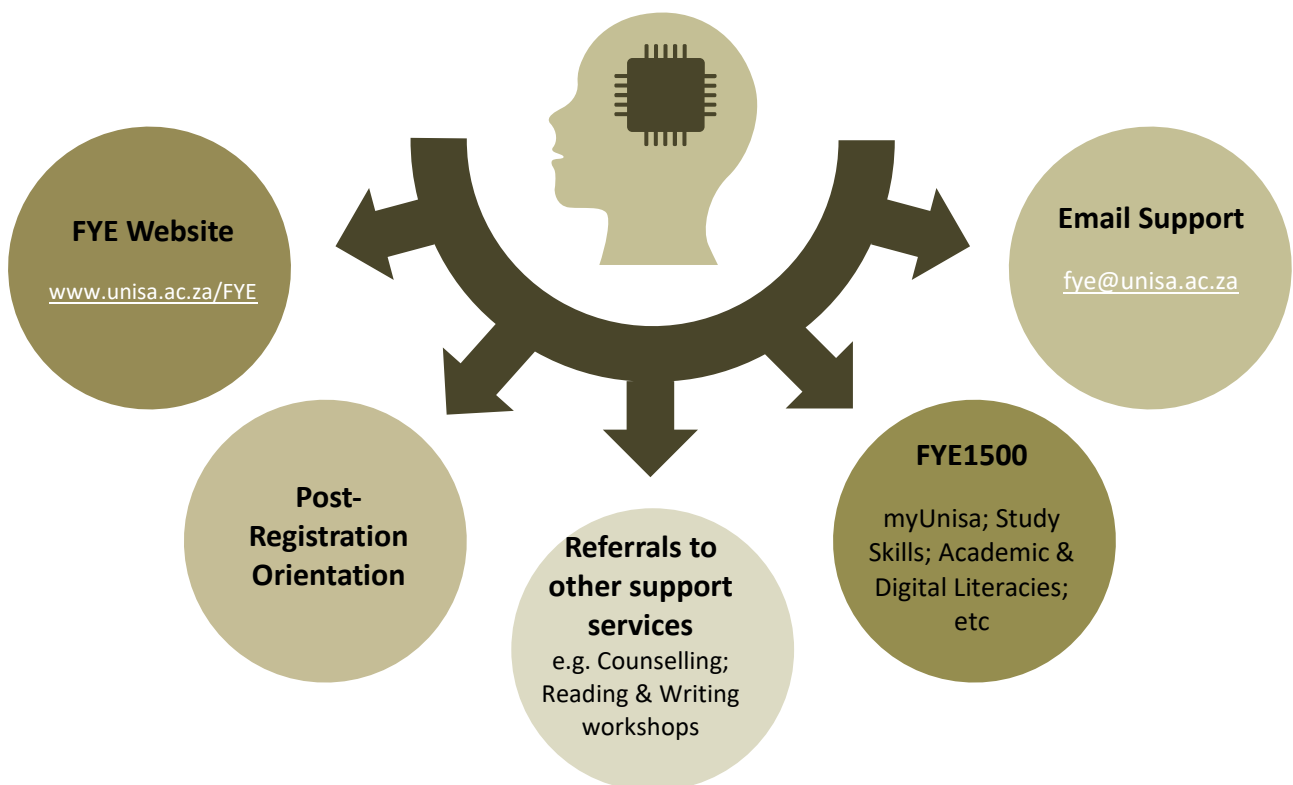 FYE Website
www.unisa.ac.za/FYE
Post-
Registration
Orientation
Referrals to
other support
services
e.g. Counselling;
Reading & Writing
workshops
FYE1500
myUnisa; Study
Skills; Academic &
Digital Literacies;
etc
Email Support
fye@unisa.ac.za